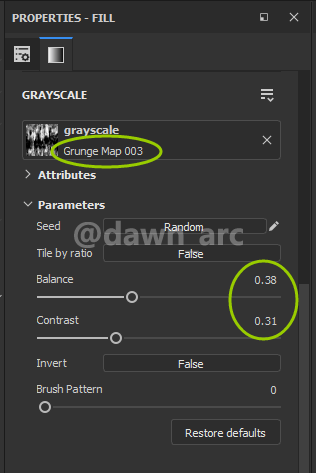 PROPERTIES - FILL
GRAYSCALE
grayscale
Grunge Map 003
Attributes
Parameters
Seed Random
@dawn_arc
Tile by ratio False
Balance 0.38
Contrast 0.31
Invert False
Brush Pattern 0
Restore defaults